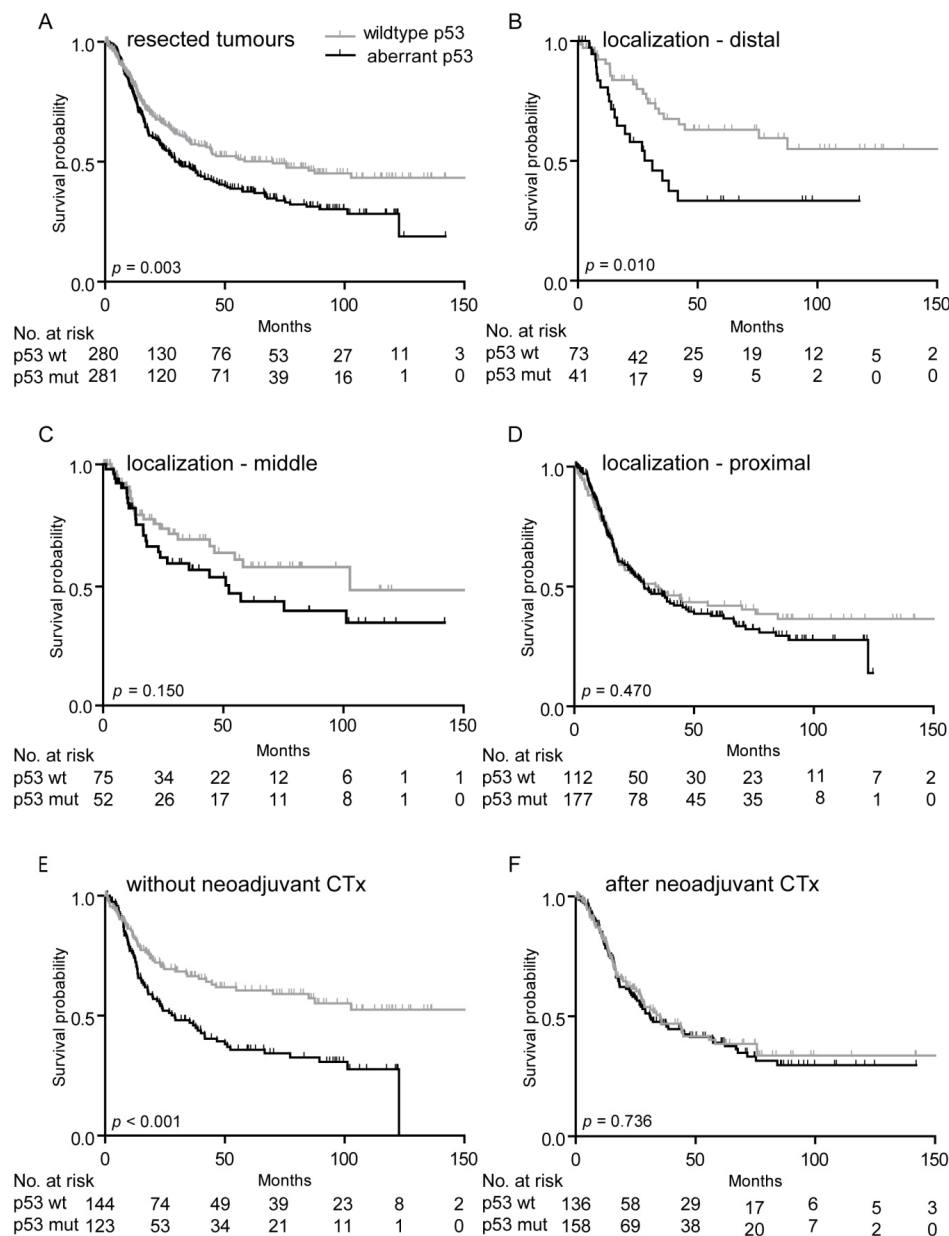 A
resected tumours
wildtype p53
aberrant p53
1.0
0.5
0.0
Survival probability
p = 0.003
0 50 100 150
Months
No. at risk
p53 wt 280 130 76 53 27 11 3
p53 mut 281 120 71 39 16 1 0
B
localization - distal
1.0
0.5
0.0
Survival probability
p = 0.010
0 50 100 150
Months
No. at risk
p53 wt 73 42 25 19 12 5 2
p53 mut 41 17 9 5 2 0 0
C
localization - middle
1.0
0.5
0.0
Survival probability
p = 0.150
0 50 100 150
Months
No. at risk
p53 wt 75 34 22 12 6 1 1
p53 mut 52 26 17 11 8 1 0
D
localization - proximal
1.0
0.5
0.0
Survival probability
p = 0.470
0 50 100 150
Months
No. at risk
p53 wt 112 50 30 23 11 7 2
p53 mut 177 78 45 35 8 1 0
E
without neoadjuvant CTx
1.0
0.5
0.0
Survival probability
p < 0.001
0 50 100 150
Months
No. at risk
p53 wt 144 74 49 39 23 8 2
p53 mut 123 53 34 21 11 1 0
F
after neoadjuvant CTx
1.0
0.5
0.0
Survival probability
p = 0.736
0 50 100 150
Months
No. at risk
p53 wt 136 58 29 17 6 5 3
p53 mut 158 69 38 20 7 2 0